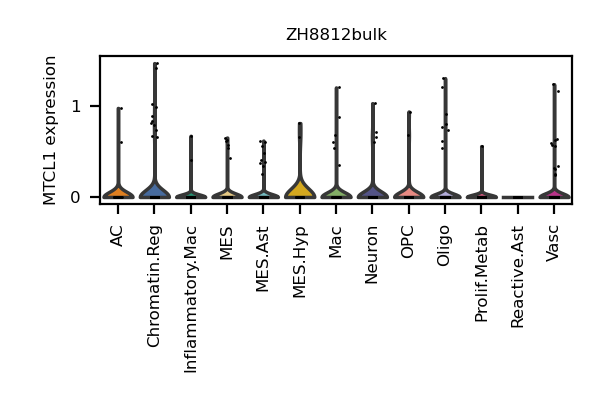 ZH8812bulk
MTCL1 expression
1
0
AC
Chromatin.Reg
Inflammatory.Mac
MES
MES.Ast
MES.Hyp
Mac
Neuron
OPC
Oligo
Prolif.Metab
Reactive.Ast
Vasc